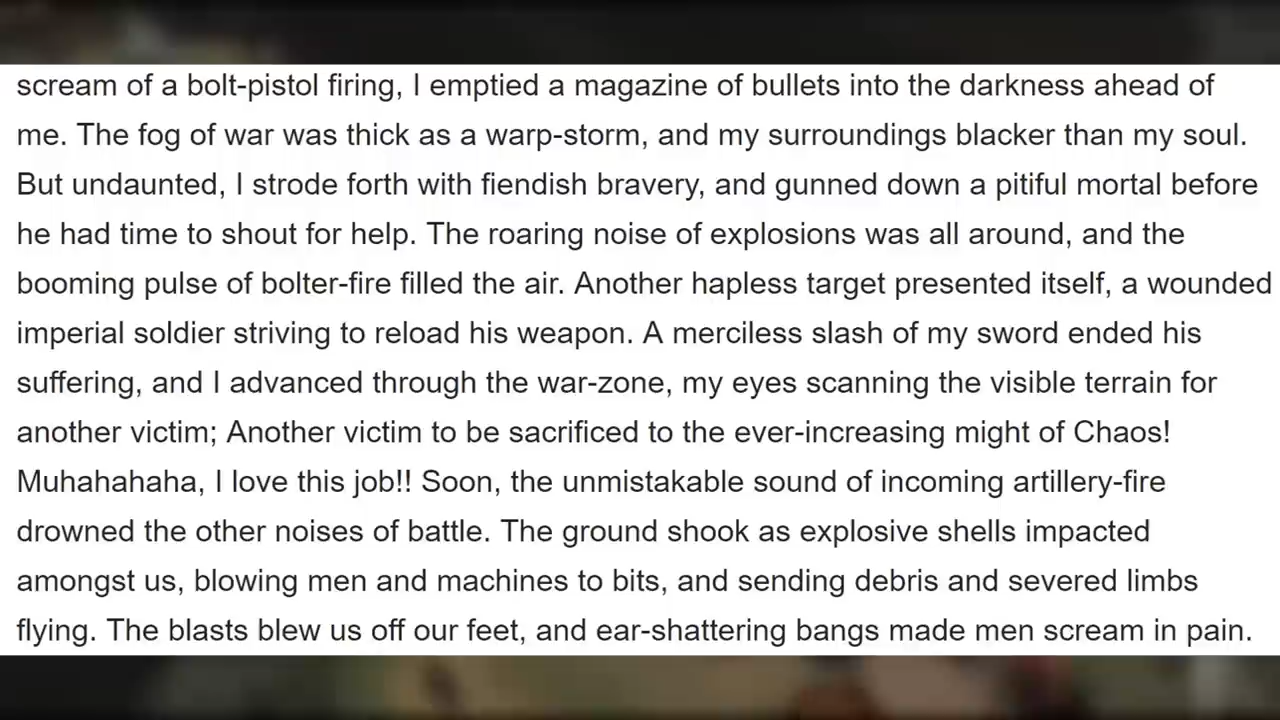 scream of a bolt-pistol firing, I emptied a magazine of bullets into the darkness ahead of
me. The fog of war was thick as a warp-storm, and my surroundings blacker than my soul.
But undaunted, I strode forth with fiendish bravery, and gunned down a pitiful mortal before
he had time to shout for help. The roaring noise of explosions was all around, and the
booming pulse of bolter-fire filled the air. Another hapless target presented itself, a wounded
imperial soldier striving to reload his weapon. A merciless slash of my sword ended his
suffering, and I advanced through the war-zone, my eyes scanning the visible terrain for
another victim; Another victim to be sacrificed to the ever-increasing might of Chaos!
Muhahahaha, I love this job!! Soon, the unmistakable sound of incoming artillery-fire
drowned the other noises of battle. The ground shook as explosive shells impacted
amongst us, blowing men and machines to bits, and sending debris and severed limbs
flying. The blasts blew us off our feet, and ear-shattering bangs made men scream in pain.